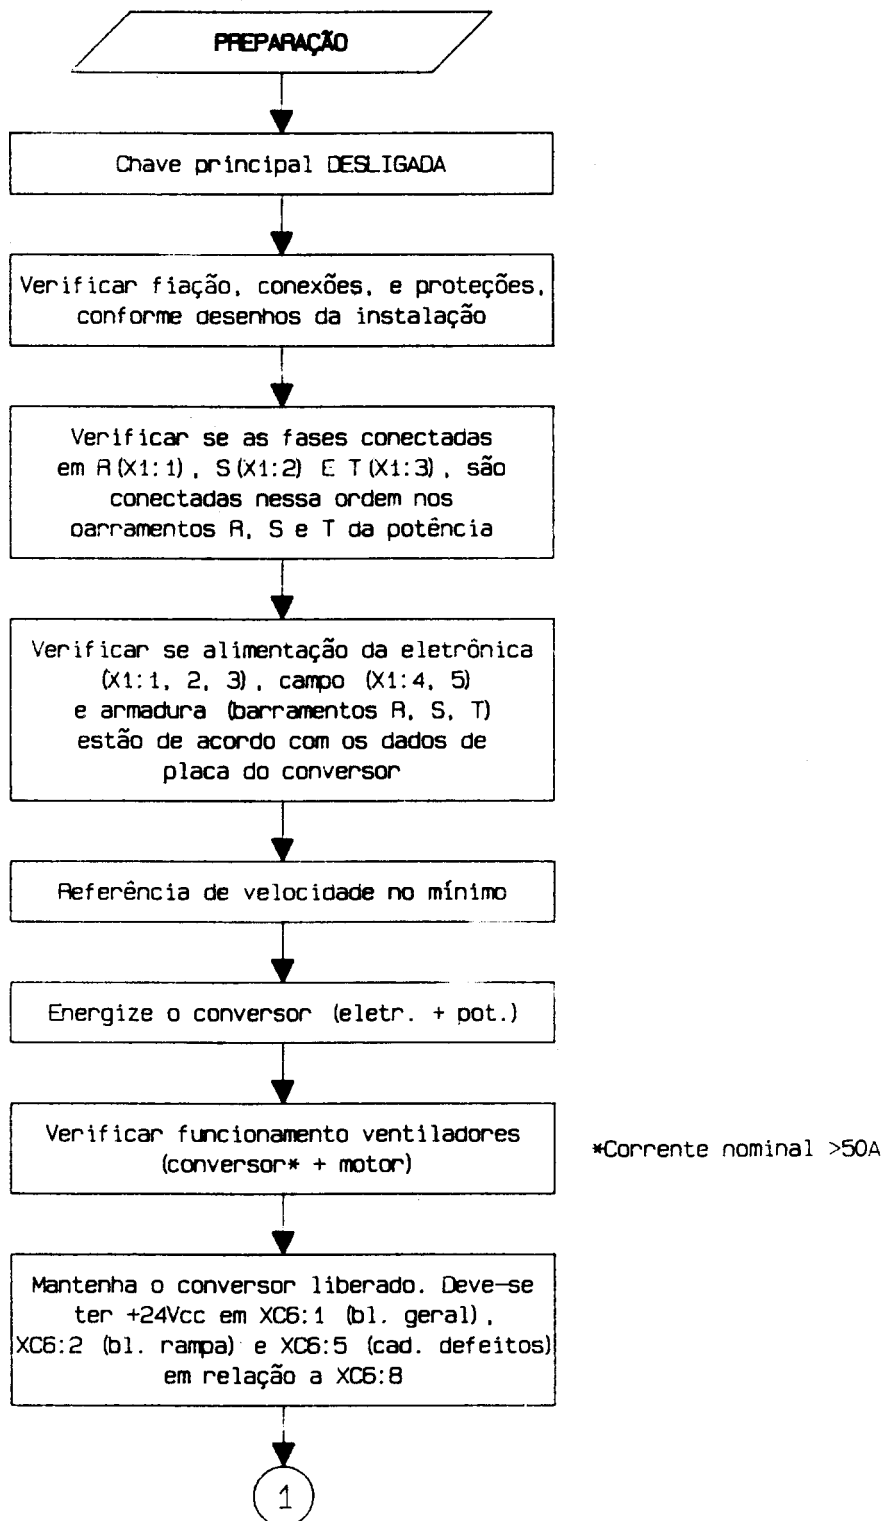 PREPARAÇÃO
Chave principal DESLIGADA
Verificar fiação, conexões, e proteções,
conforme desenhos da instalação
Verificar se as fases conectadas
em R(X1:1), S(X1:2) E T(X1:3), são
conectadas nessa ordem nos
barramentos R, S e T da potência
Verificar se alimentação da eletrônica
(X1:1, 2, 3), campo (X1:4, 5)
e armadura (barramentos R, S, T)
estão de acordo com os dados de
placa do conversor
Referência de velocidade no mínimo
Energize o conversor (eletr. + pot.)
Verificar funcionamento ventiladores
(conversor* + motor)
*Corrente nominal >50A
Mantenha o conversor liberado. Deve-se
ter +24Vcc em XC6:1 (bl. geral),
XC6:2 (bl. rampa) e XC6:5 (cad. defeitos)
em relação a XC6:8
1